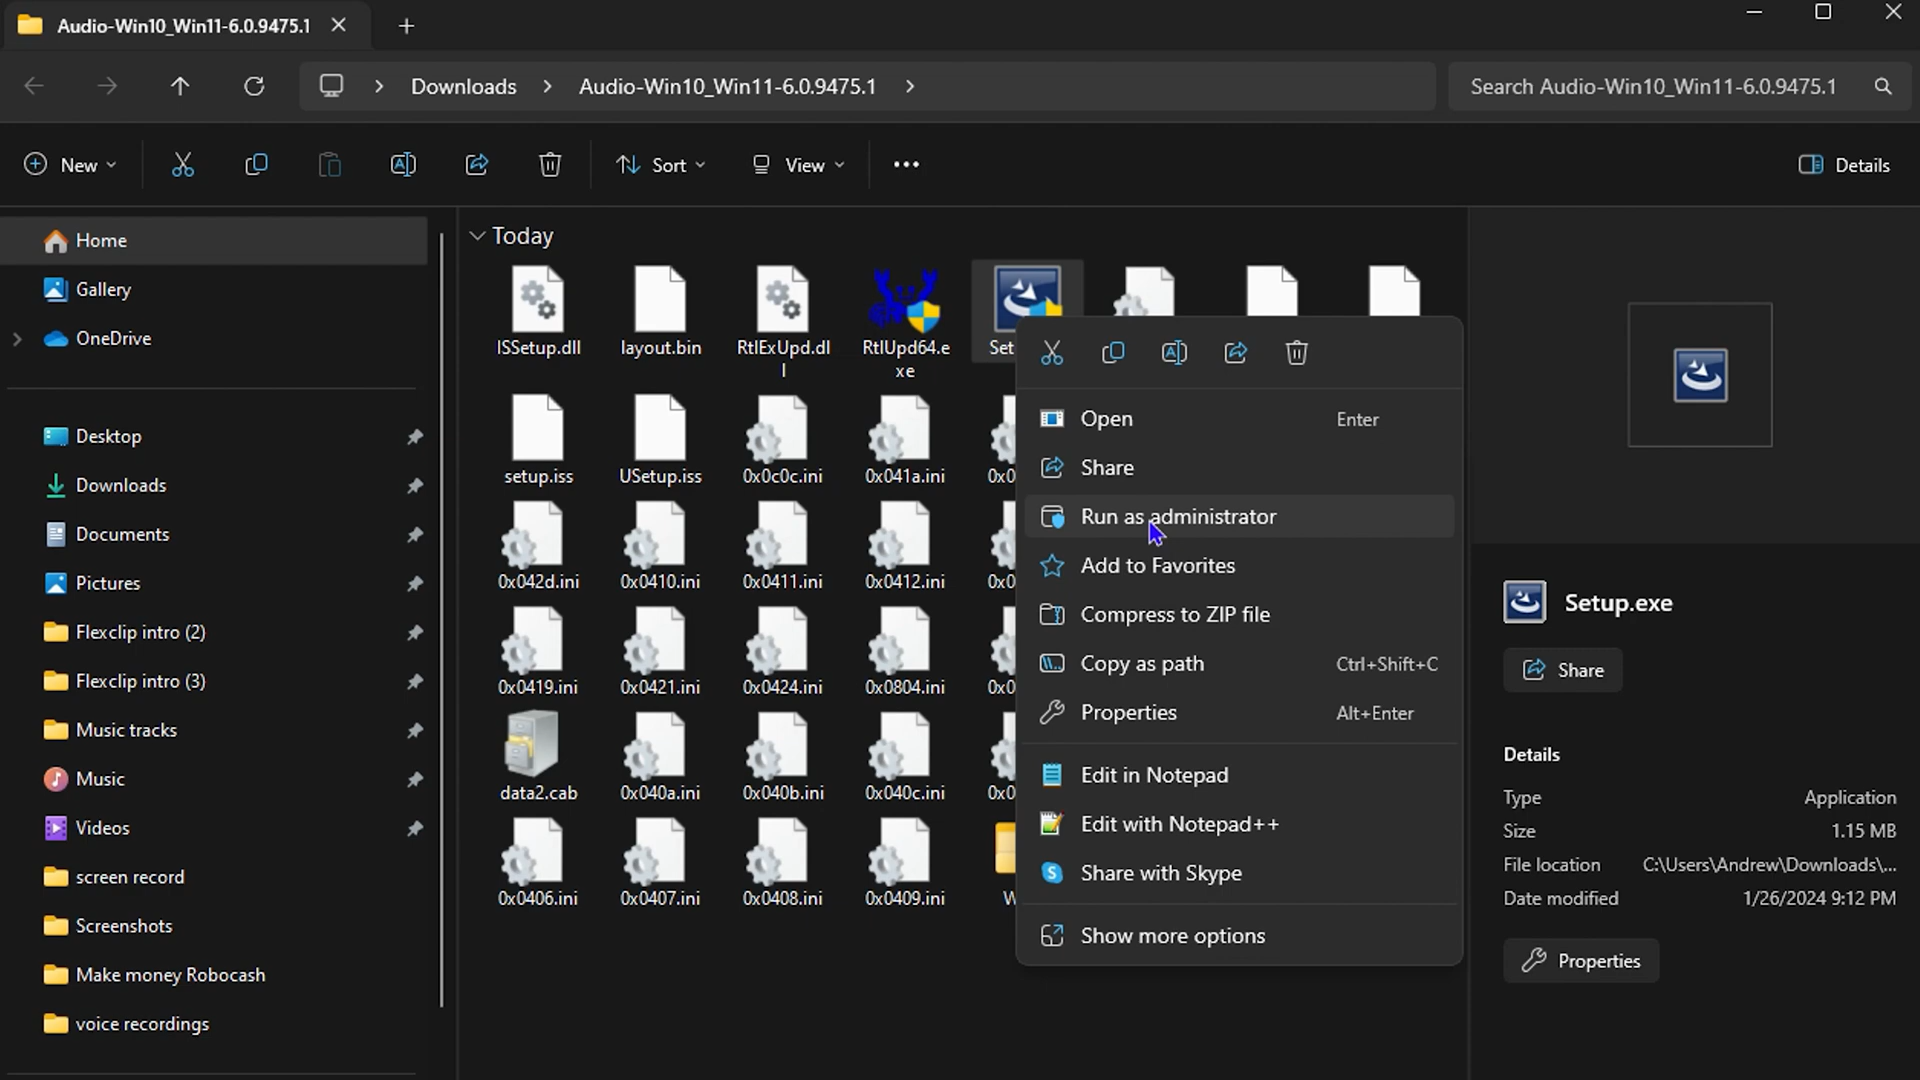 Audio-Win10_Win11-6.0.9475.1
Downloads
Audio-Win10_Win11-6.0.9475.1
Search Audio-Win10_Win11-6.0.9475.1
New
Sort
View
Details
Home
Gallery
OneDrive
Desktop
Downloads
Documents
Pictures
Flexclip intro (2)
Flexclip intro (3)
Music tracks
Music
Videos
screen record
Screenshots
Make money Robocash
voice recordings
Today
ISSetup.dll
layout.bin
RtlExUpd.dl
l
RtlUpd64.e
xe
Set
setup.iss
USetup.iss
0x0c0c.ini
0x041a.ini
0x0
0x042d.ini
0x0410.ini
0x0411.ini
0x0412.ini
0x0
0x0419.ini
0x0421.ini
0x0424.ini
0x0804.ini
0x0
data2.cab
0x040a.ini
0x040b.ini
0x040c.ini
0x0
0x0406.ini
0x0407.ini
0x0408.ini
0x0409.ini
W
Open Enter
Share
Run as administrator
Add to Favorites
Compress to ZIP file
Copy as path Ctrl+Shift+C
Properties Alt+Enter
Edit in Notepad
Edit with Notepad++
Share with Skype
Show more options
Setup.exe
Share
Details
Type Application
Size 1.15 MB
File location C:\Users\Andrew\Downloads\...
Date modified 1/26/2024 9:12 PM
Properties